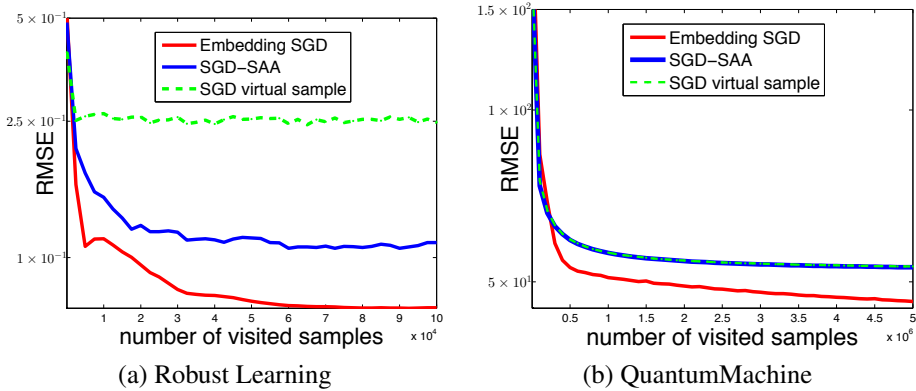 5 × 10⁻¹
2.5 × 10⁻¹
1 × 10⁻¹
RMSE
Embedding SGD
SGD−SAA
SGD virtual sample
1 2 3 4 5 6 7 8 9 10
x 10⁴
number of visited samples
(a) Robust Learning
1.5 × 10²
1 × 10²
5 × 10¹
RMSE
Embedding SGD
SGD−SAA
SGD virtual sample
0.5 1 1.5 2 2.5 3 3.5 4 4.5 5
x 10⁶
number of visited samples
(b) QuantumMachine